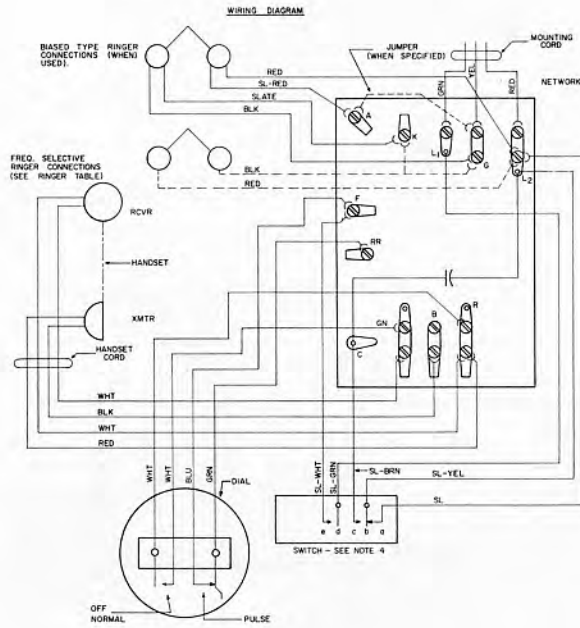 WIRING DIAGRAM
BIASED TYPE RINGER
CONNECTIONS (WHEN
USED).
JUMPER
(WHEN SPECIFIED)
MOUNTING
CORD
NETWORK
RED
SL-RED
SLATE
BLK
GRN
YEL
RED
A
K
L1
G
L2
FREQ. SELECTIVE
RINGER CONNECTIONS
(SEE RINGER TABLE)
BLK
RED
RCVR
HANDSET
XMTR
HANDSET
CORD
F
RR
C
GN
B
R
WHT
BLK
WHT
RED
WHT
WHT
BLU
GRN
DIAL
SL-WHT
SL-GRN
SL-BRN
SL-YEL
SL
e d c b a
SWITCH - SEE NOTE 4
OFF
NORMAL
PULSE